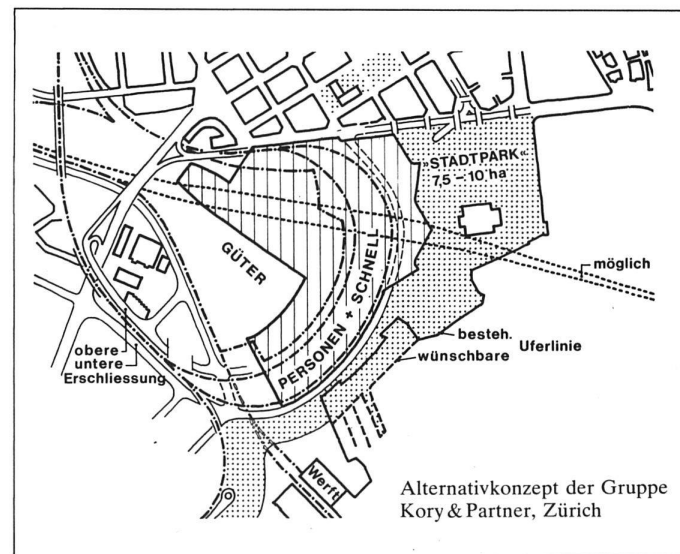 »STADTPARK«
7,5 – 10 ha
GÜTER
PERSONEN + SCHNELL
möglich
obere
untere
Erschliessung
besteh.
wünschbare
Uferlinie
Werft
Alternativkonzept der Gruppe
Kory & Partner, Zürich